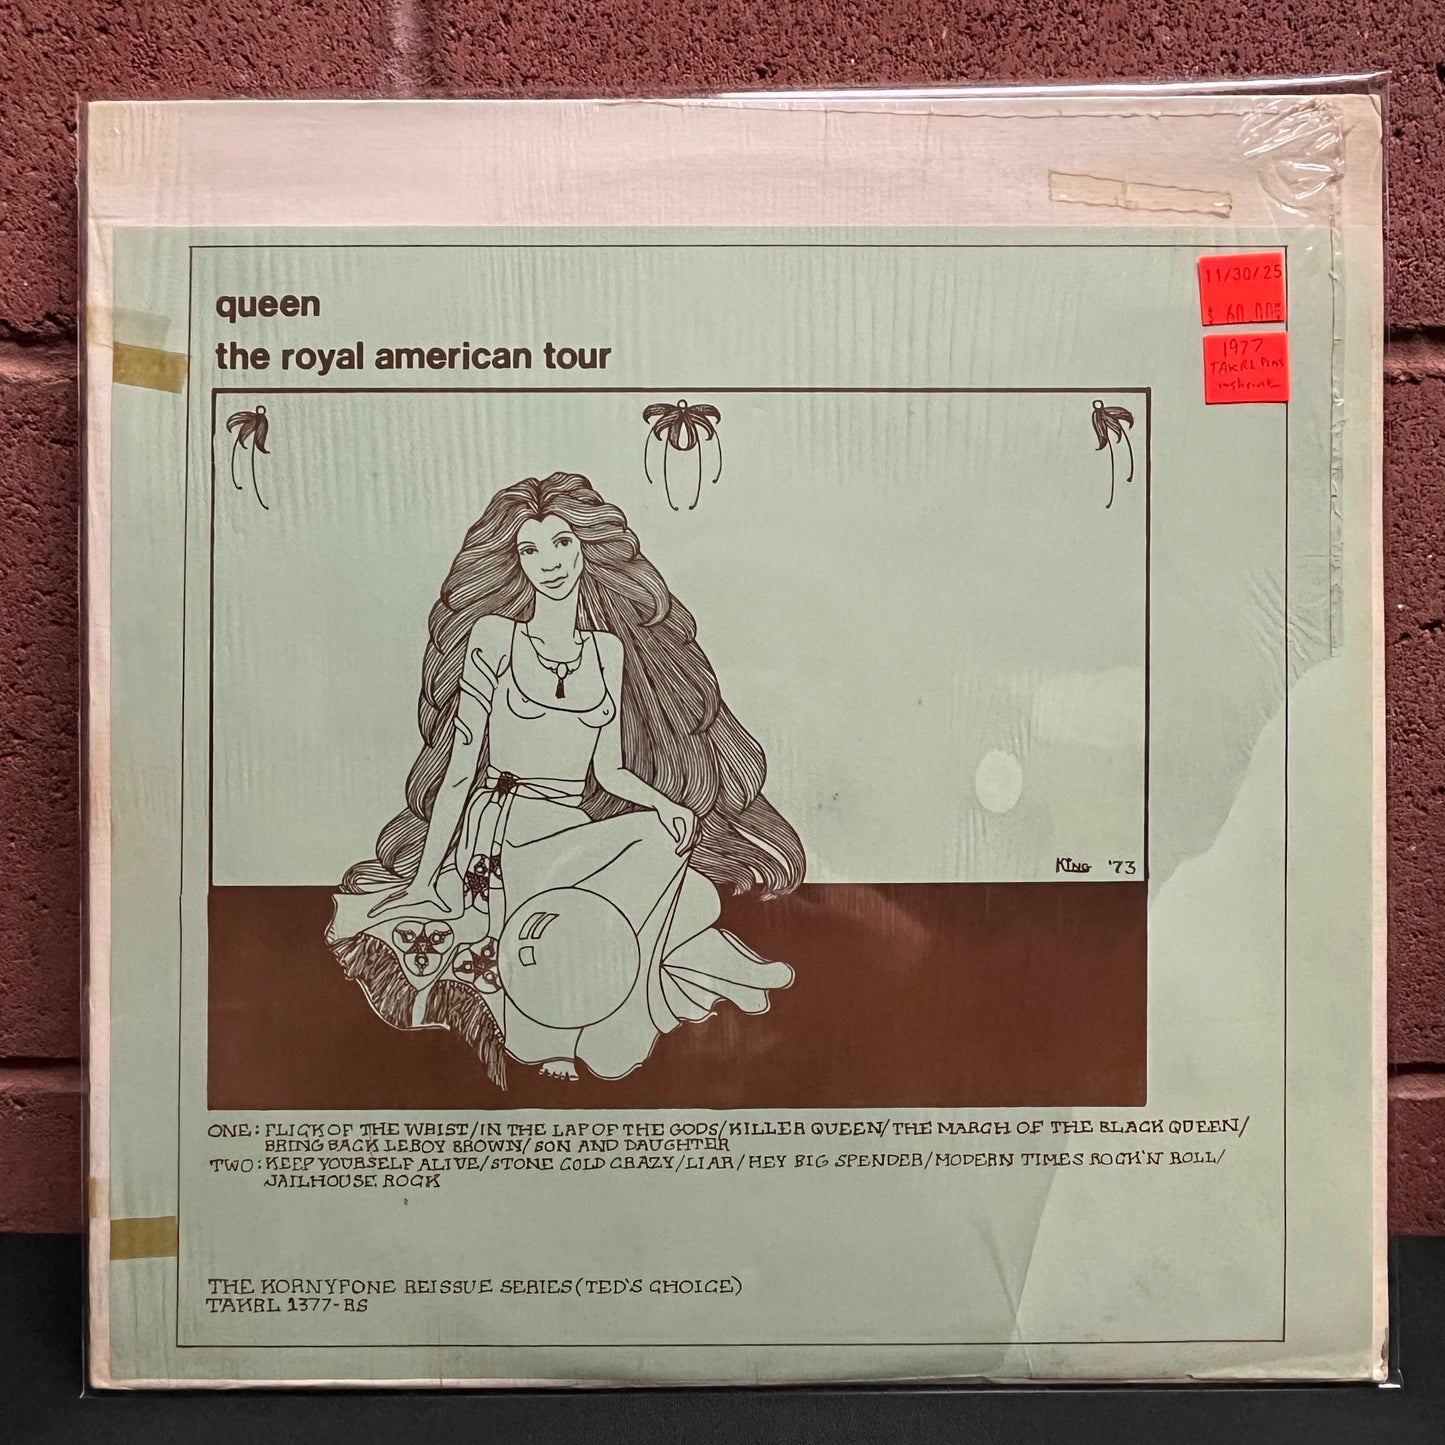 queen
the royal american tour
11/30/25
$ 60.00
1977
TAKRL Press
inshrink
KING '73
ONE: FLICK OF THE WRIST/IN THE LAP OF THE GODS/KILLER QUEEN/THE MARCH OF THE BLACK QUEEN/
BRING BACK LEROY BROWN/SON AND DAUGHTER
TWO: KEEP YOURSELF ALIVE/STONE COLD CRAZY/LIAR/HEY BIG SPENDER/MODERN TIMES ROCK'N ROLL/
JAILHOUSE ROCK
THE KORNYFONE REISSUE SERIES (TED'S CHOICE)
TAKRL 1377-RS